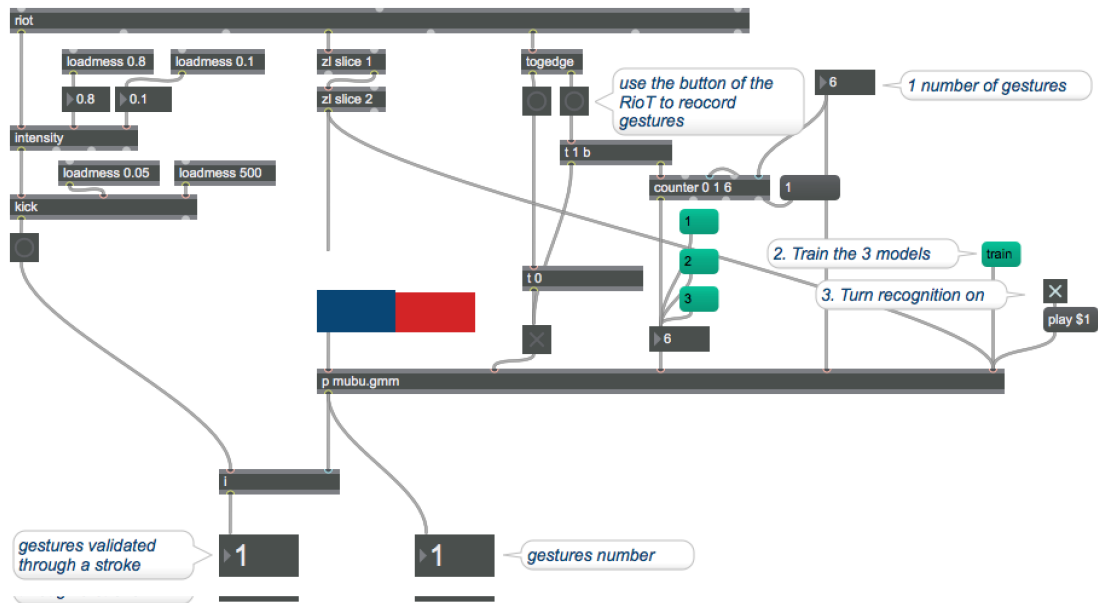 riot
loadmess 0.8
loadmess 0.1
zl slice 1
togedge
0.8
0.1
zl slice 2
use the button of the
RioT to reocord
gestures
6
1 number of gestures
intensity
t 1 b
loadmess 0.05
loadmess 500
counter 0 1 6
1
kick
1
2
3
2. Train the 3 models
train
t 0
3. Turn recognition on
play $1
6
p mubu.gmm
i
gestures validated
through a stroke
1
1
gestures number